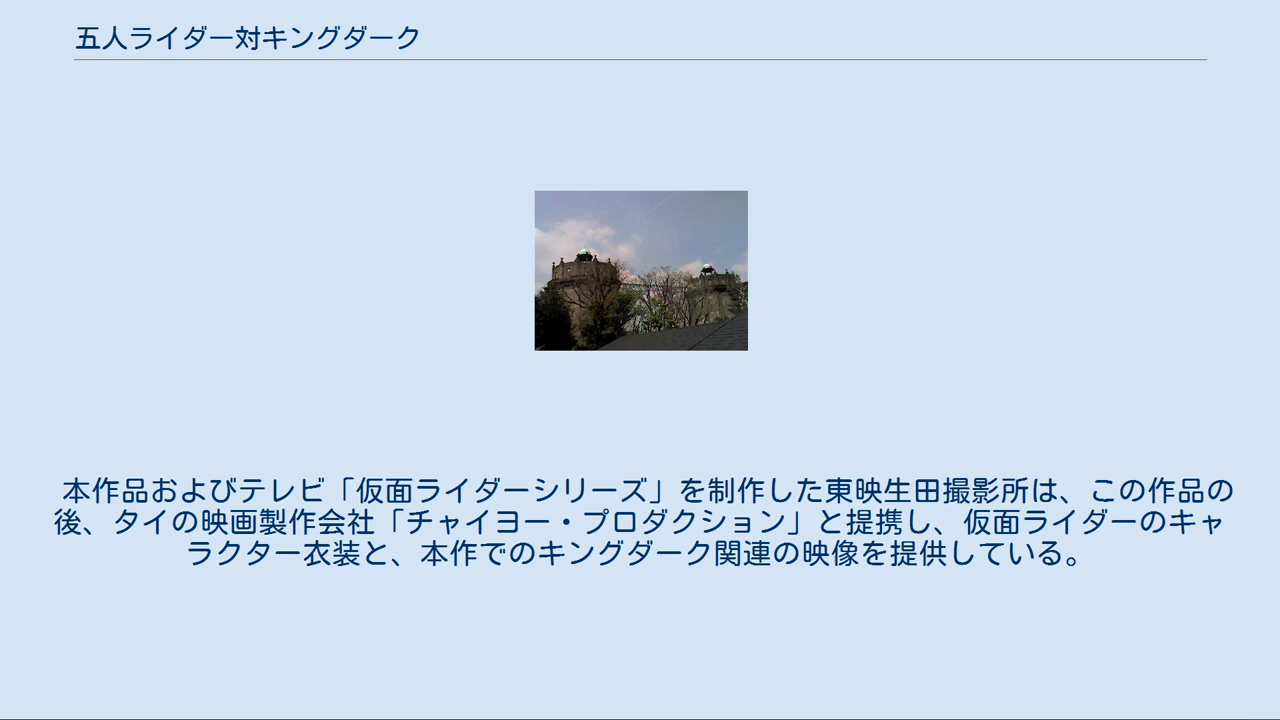 五人ライダー対キングダーク
本作品およびテレビ「仮面ライダーシリーズ」を制作した東映生田撮影所は、この作品の
後、タイの映画製作会社「チャイヨー・プロダクション」と提携し、仮面ライダーのキャ
ラクター衣装と、本作でのキングダーク関連の映像を提供している。